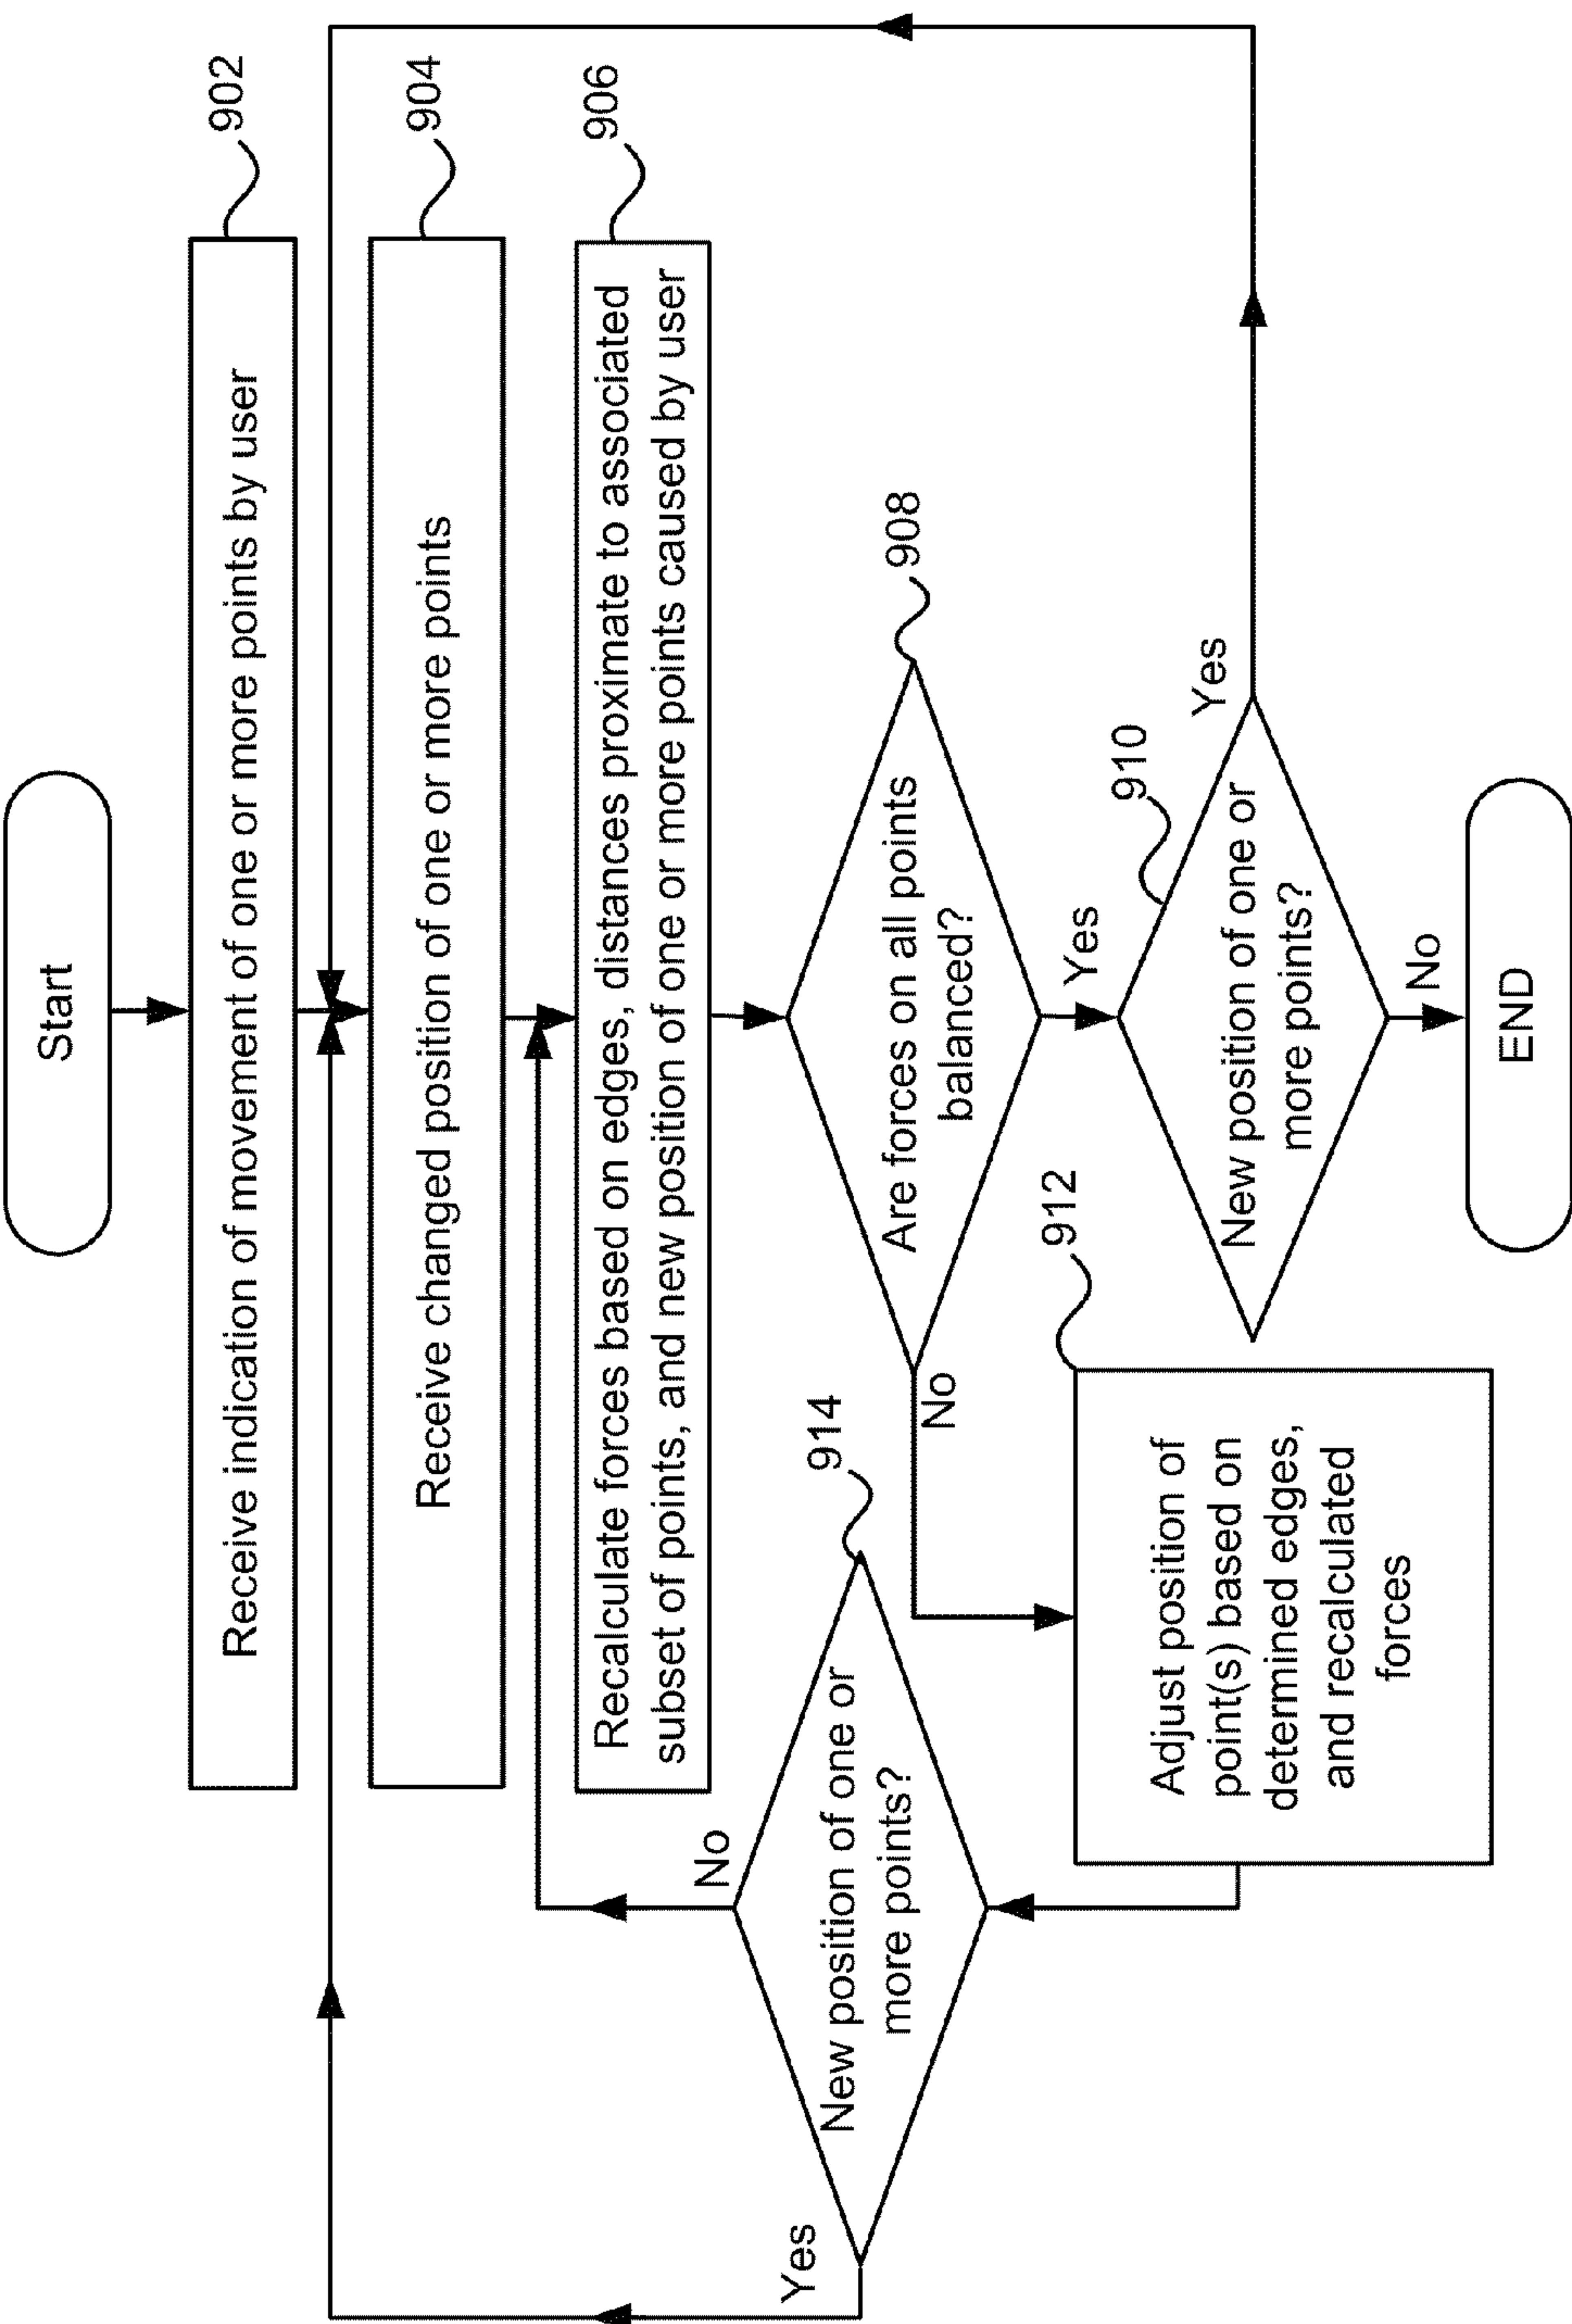 Start
902
Receive indication of movement of one or more points by user
904
Receive changed position of one or more points
906
Recalculate forces based on edges, distances proximate to associated
subset of points, and new position of one or more points caused by user
908
Are forces on all points
balanced?
No
Yes
914
New position of one or
more points?
Yes
No
910
New position of one or
more points?
Yes
No
912
Adjust position of
point(s) based on
determined edges,
and recalculated
forces
END